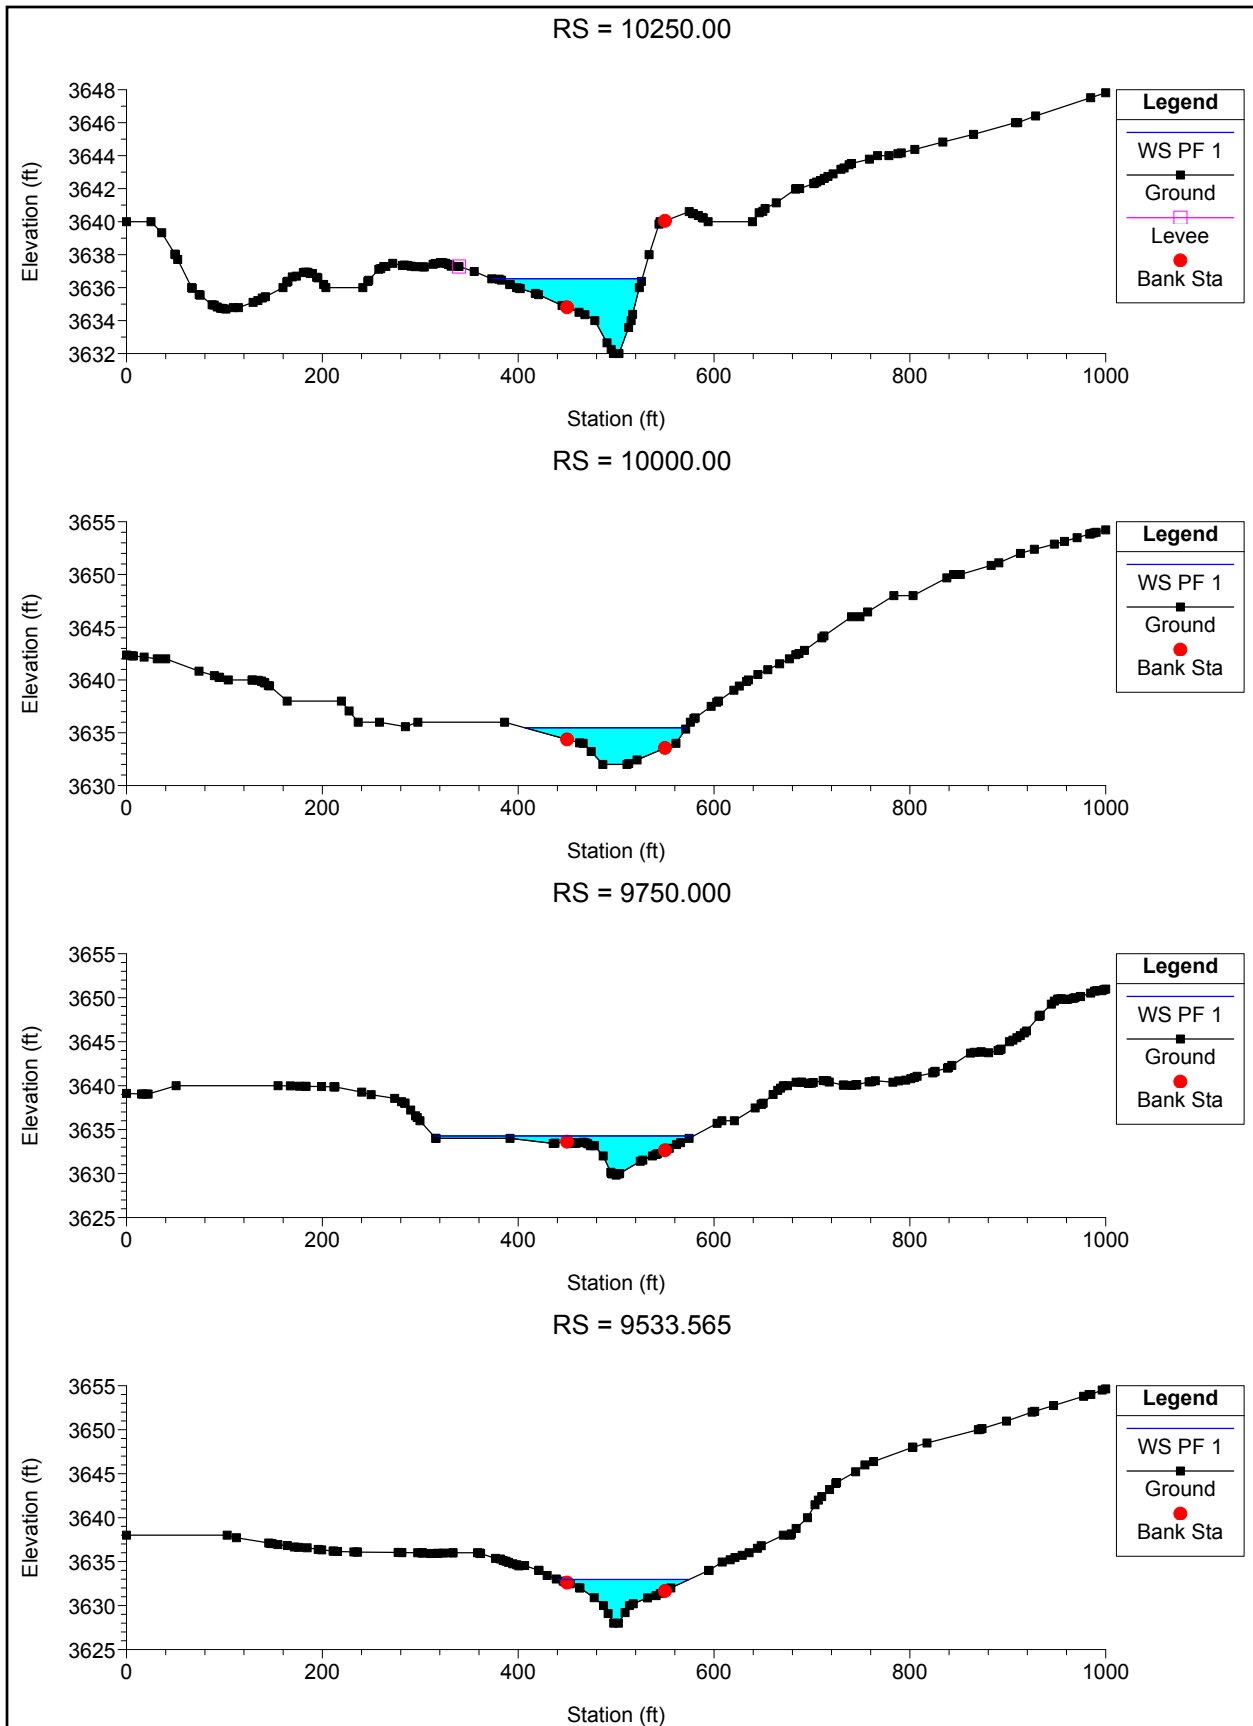 RS = 10250.00
Elevation (ft)
3648
3646
3644
3642
3640
3638
3636
3634
3632
0 200 400 600 800 1000
Station (ft)
Legend
WS PF 1
Ground
Levee
Bank Sta
RS = 10000.00
Elevation (ft)
3655
3650
3645
3640
3635
3630
0 200 400 600 800 1000
Station (ft)
Legend
WS PF 1
Ground
Bank Sta
RS = 9750.000
Elevation (ft)
3655
3650
3645
3640
3635
3630
3625
0 200 400 600 800 1000
Station (ft)
Legend
WS PF 1
Ground
Bank Sta
RS = 9533.565
Elevation (ft)
3655
3650
3645
3640
3635
3630
3625
0 200 400 600 800 1000
Station (ft)
Legend
WS PF 1
Ground
Bank Sta